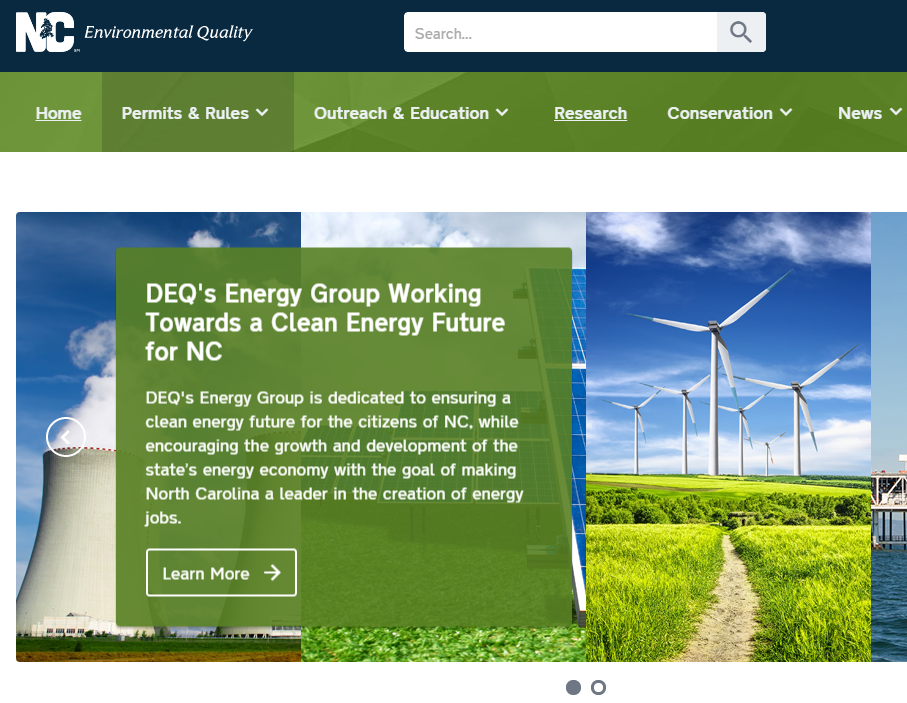 NC Environmental Quality
Search...
Home Permits & Rules Outreach & Education Research Conservation News
DEQ's Energy Group Working
Towards a Clean Energy Future
for NC
DEQ's Energy Group is dedicated to ensuring a
clean energy future for the citizens of NC, while
encouraging the growth and development of the
state's energy economy with the goal of making
North Carolina a leader in the creation of energy
jobs.
Learn More